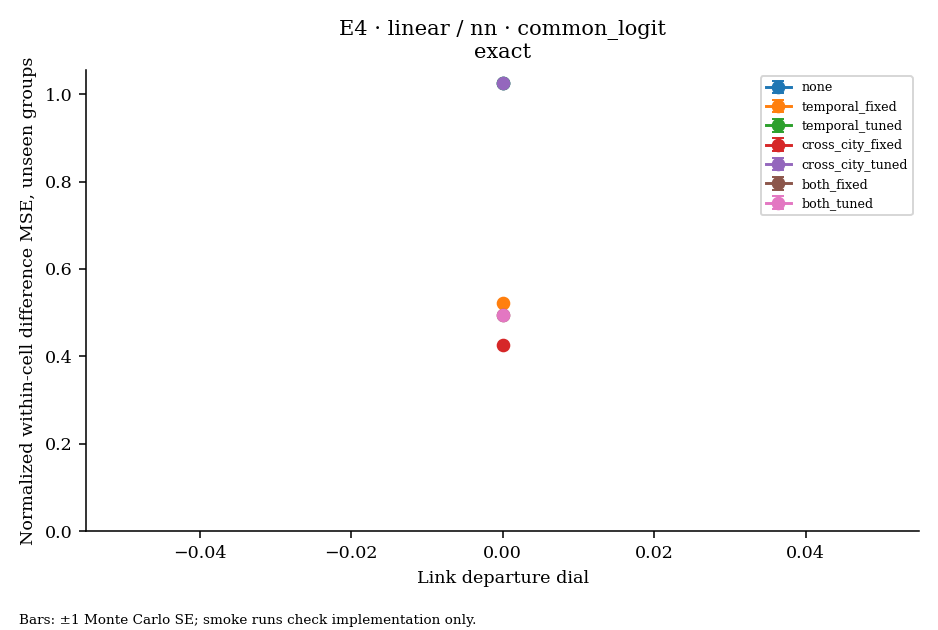 E4 · linear / nn · common_logit
exact
Normalized within-cell difference MSE, unseen groups
1.0
0.8
0.6
0.4
0.2
0.0
−0.04
−0.02
0.00
0.02
0.04
Link departure dial
none
temporal_fixed
temporal_tuned
cross_city_fixed
cross_city_tuned
both_fixed
both_tuned
Bars: ±1 Monte Carlo SE; smoke runs check implementation only.